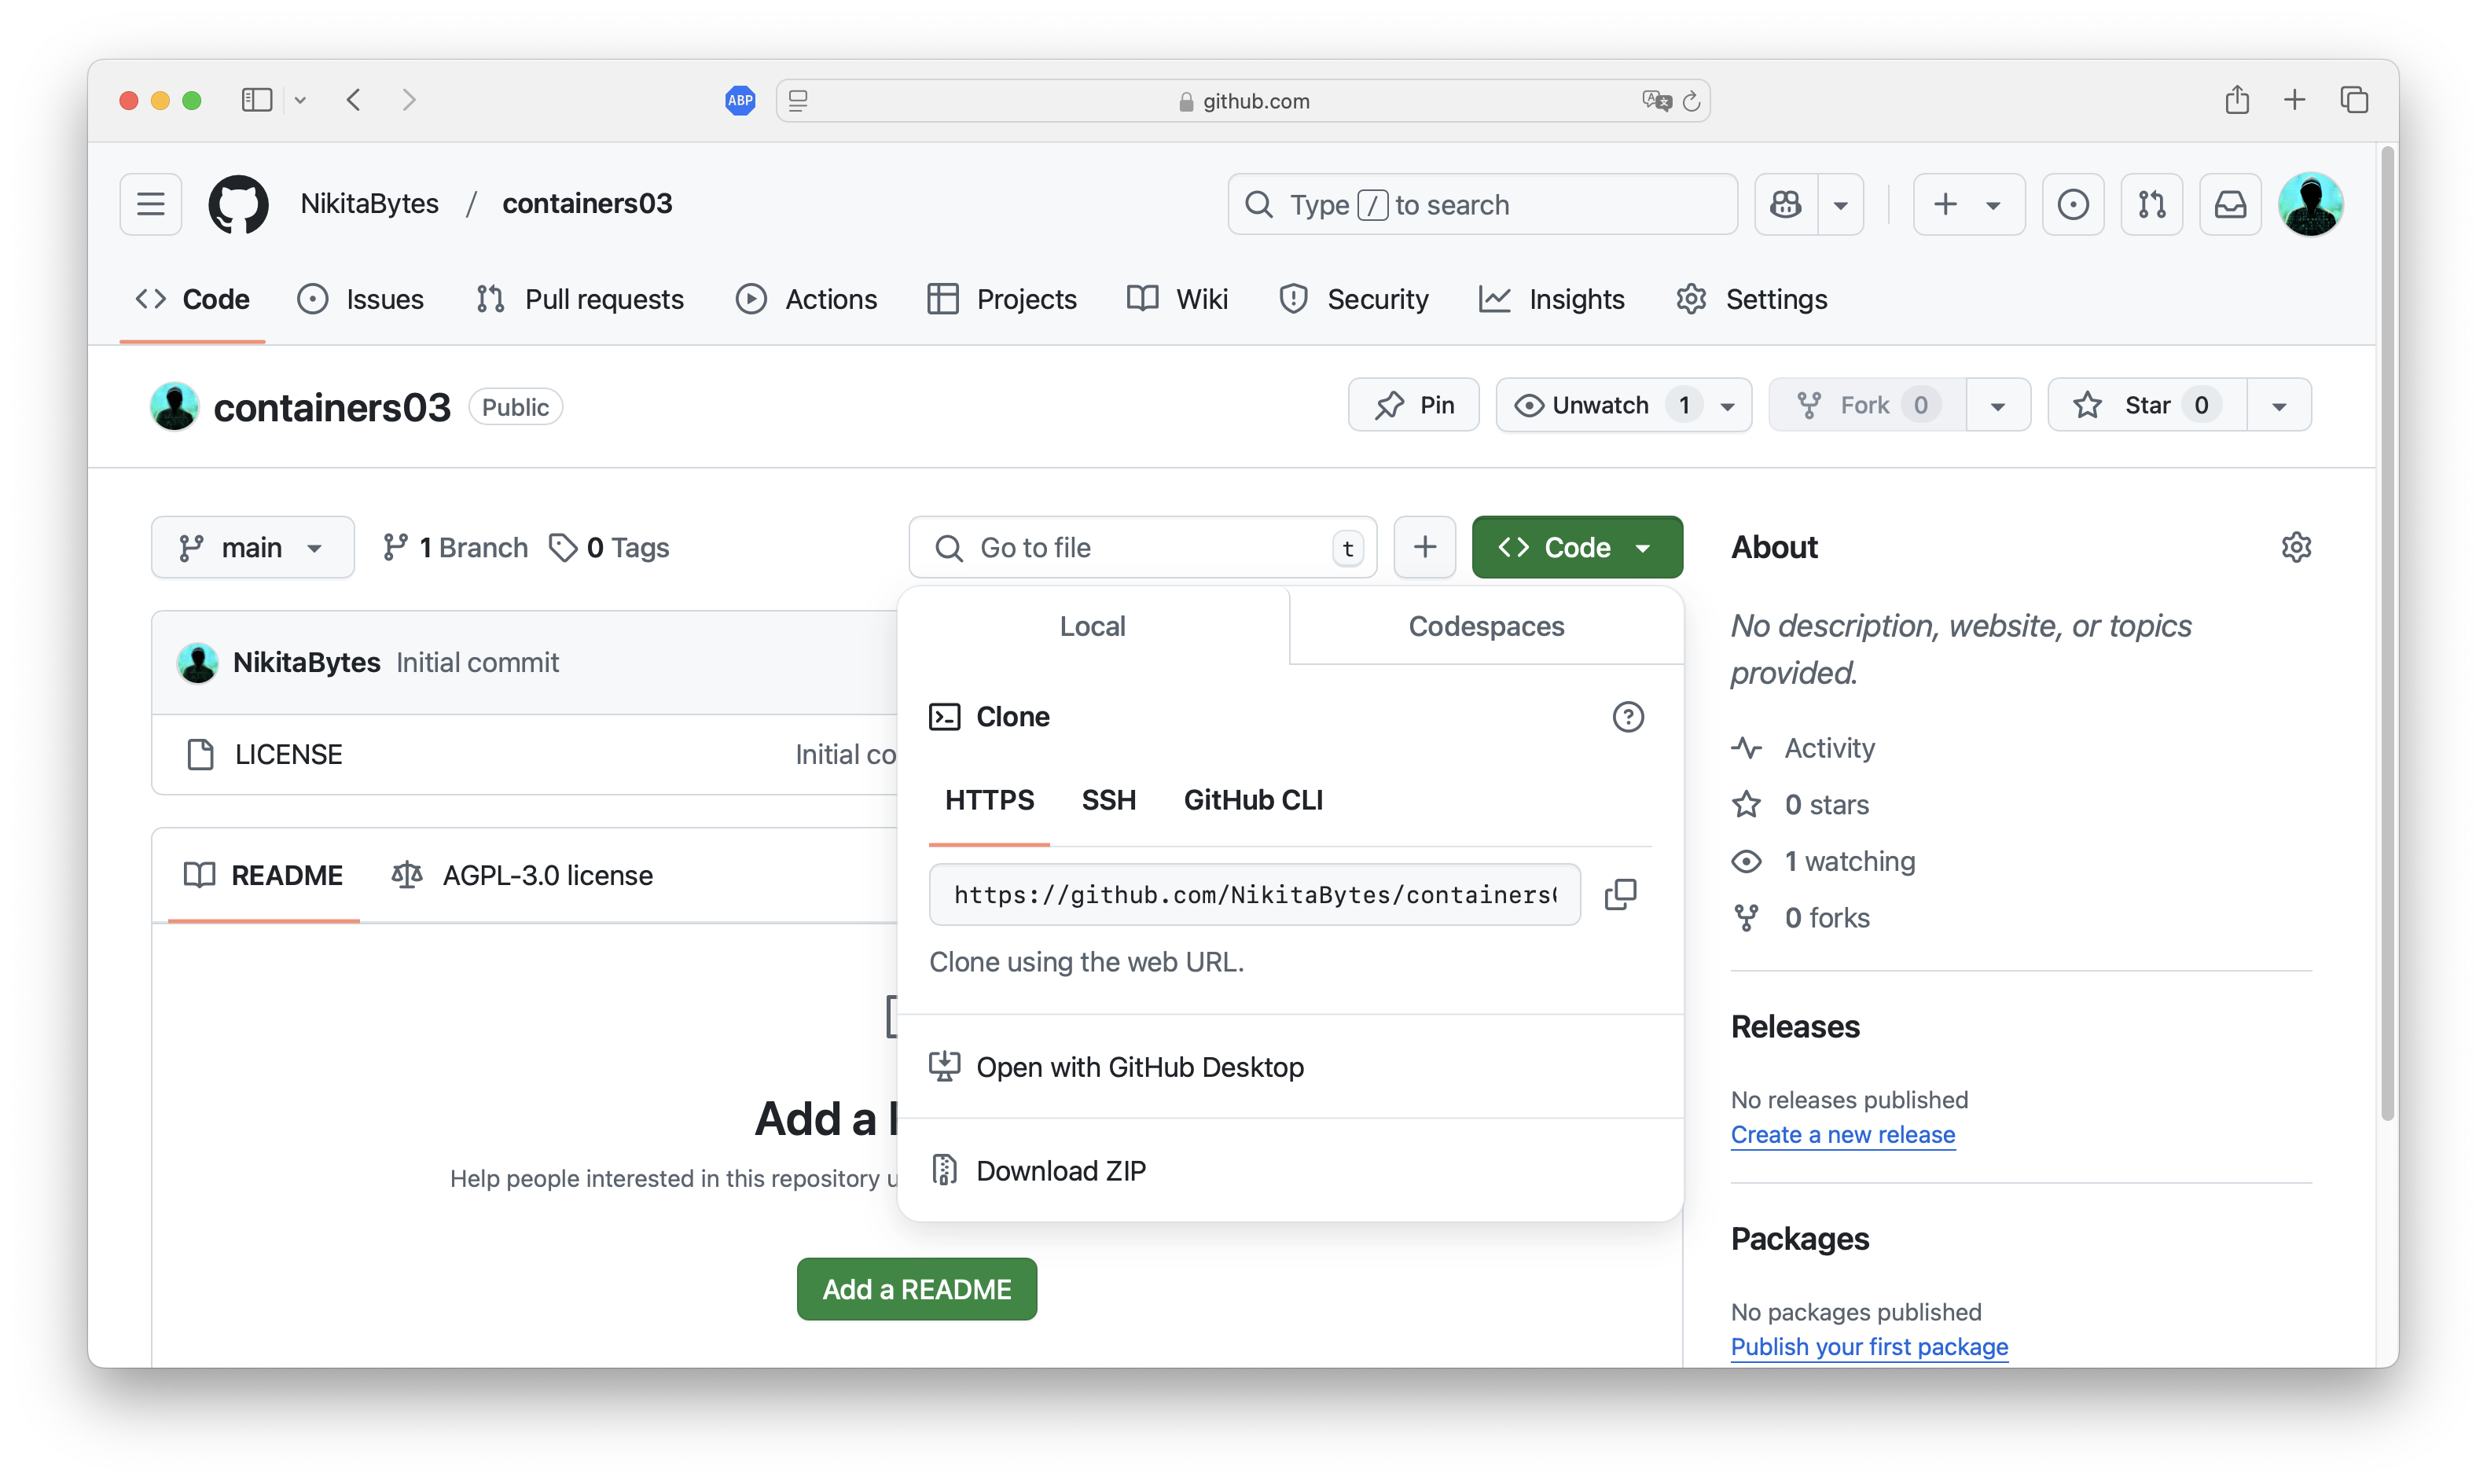 ABP
github.com
NikitaBytes / containers03
Type / to search
Code Issues Pull requests Actions Projects Wiki Security Insights Settings
containers03 Public
Pin Unwatch 1 Fork 0 Star 0
main 1 Branch 0 Tags Go to file t Code
About
No description, website, or topics
provided.
Activity
0 stars
1 watching
0 forks
Releases
No releases published
Create a new release
Packages
No packages published
Publish your first package
Local Codespaces
Clone
HTTPS SSH GitHub CLI
https://github.com/NikitaBytes/containers
Clone using the web URL.
Open with GitHub Desktop
Download ZIP
NikitaBytes Initial commit
LICENSE Initial co
README AGPL-3.0 license
Add a
Help people interested in this repository u
Add a README